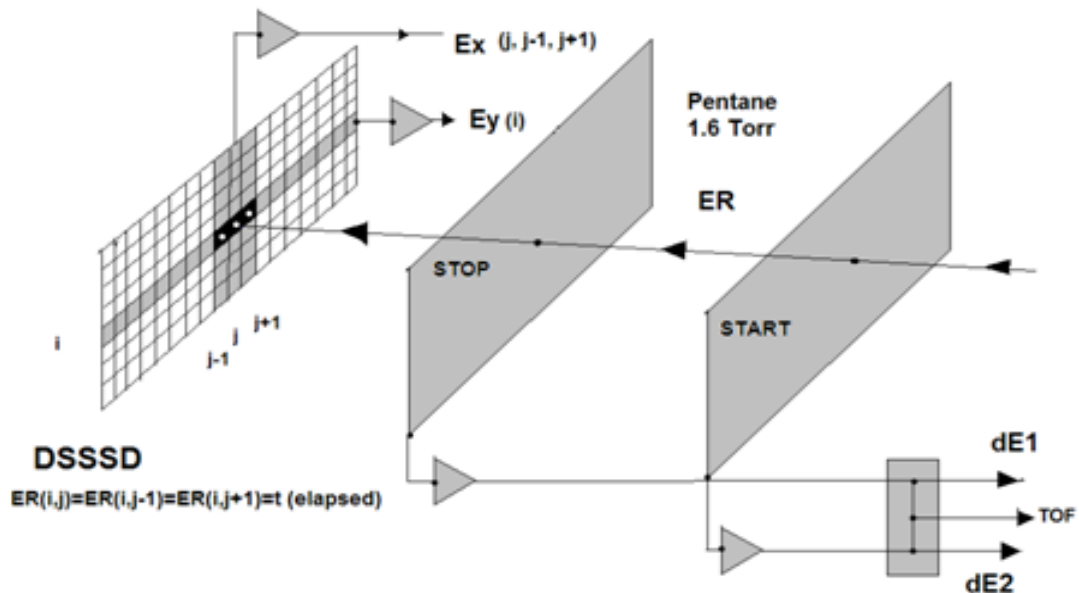 Ex (j, j-1, j+1)
Ey (i)
Pentane
1.6 Torr
ER
STOP
START
i
j-1
j
j+1
DSSSD
ER(i,j)=ER(i,j-1)=ER(i,j+1)=t (elapsed)
dE1
TOF
dE2